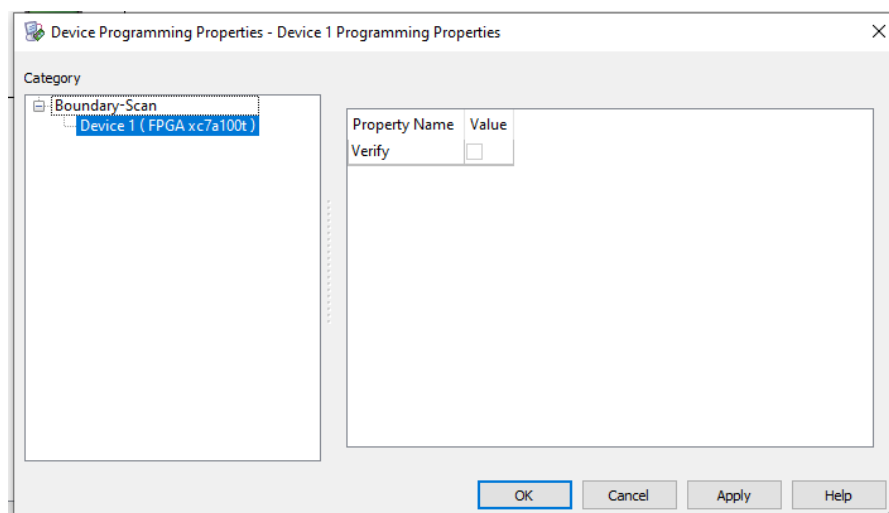 Device Programming Properties - Device 1 Programming Properties
Category
Boundary-Scan
Device 1 ( FPGA xc7a100t )
Property Name Value
Verify
OK Cancel Apply Help